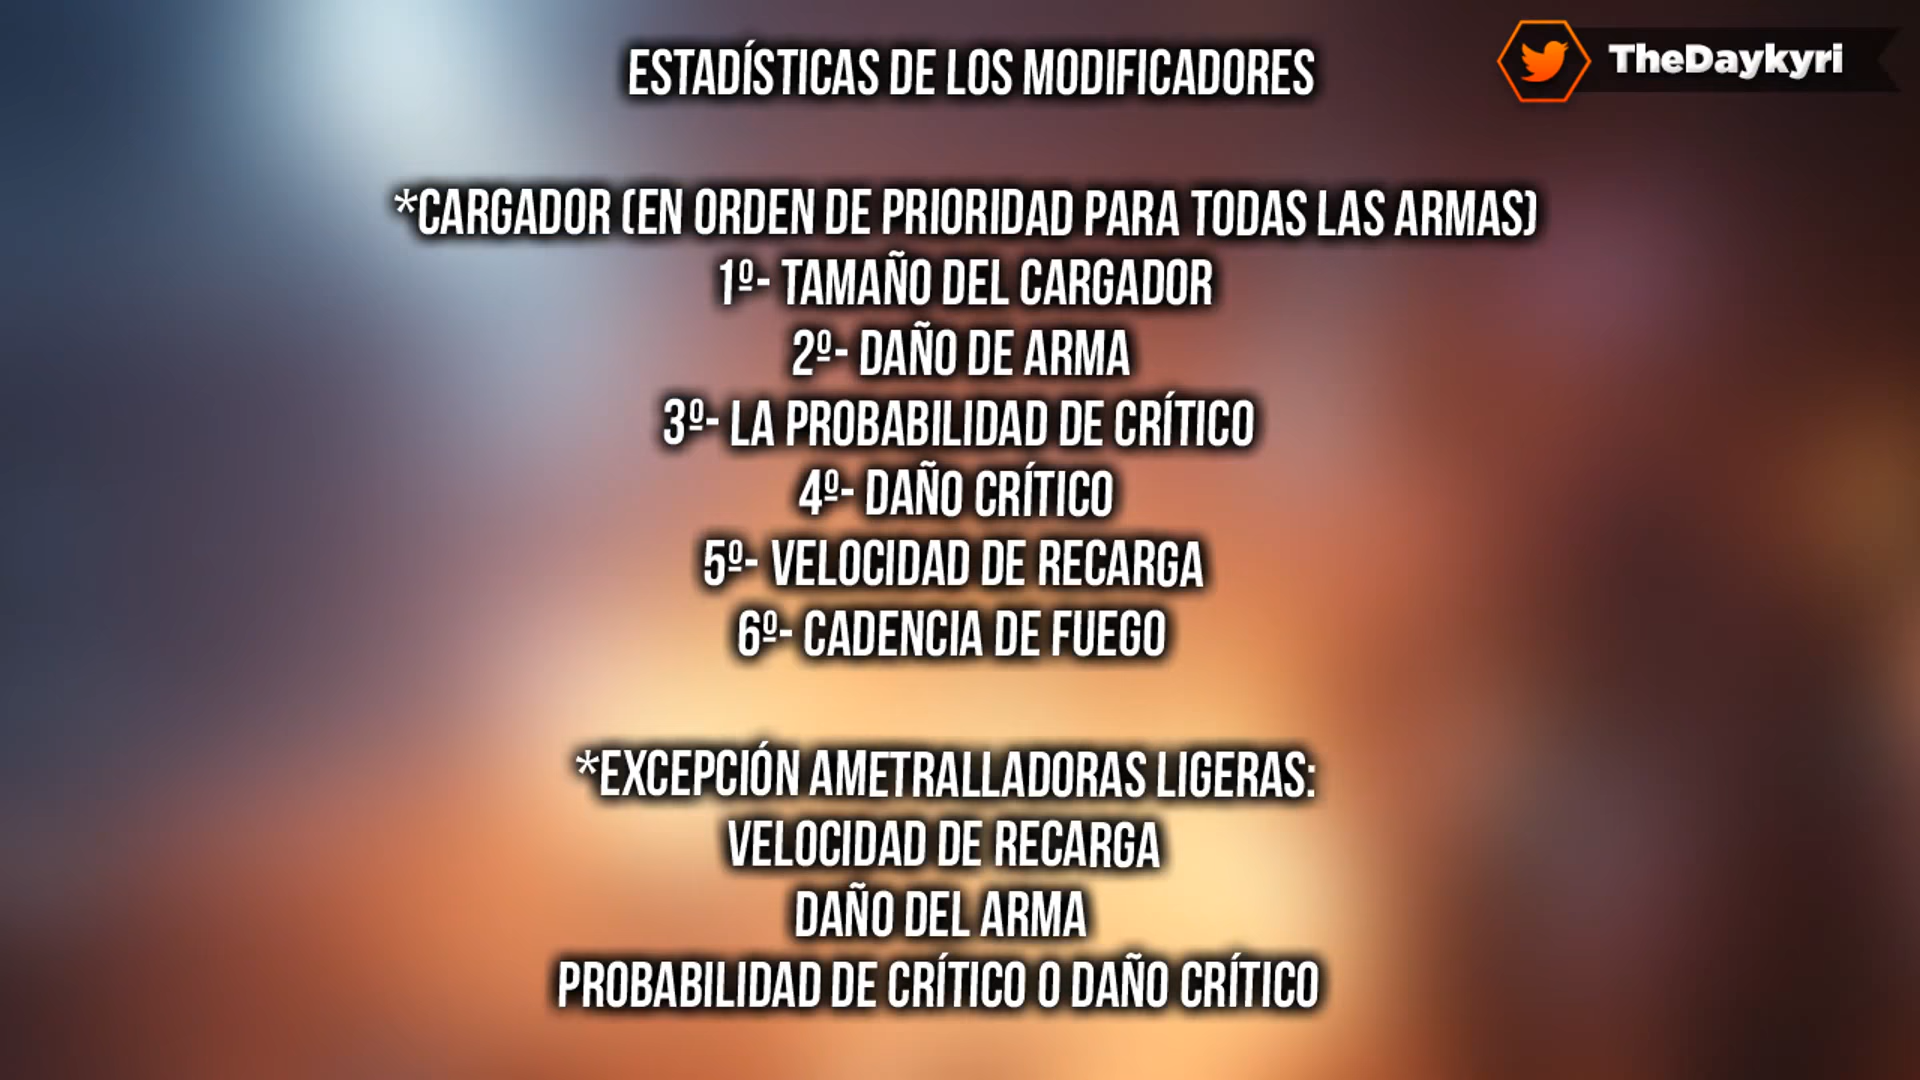 ESTADÍSTICAS DE LOS MODIFICADORES
TheDaykyri
*CARGADOR (EN ORDEN DE PRIORIDAD PARA TODAS LAS ARMAS)
1º- TAMAÑO DEL CARGADOR
2º- DAÑO DE ARMA
3º- LA PROBABILIDAD DE CRÍTICO
4º- DAÑO CRÍTICO
5º- VELOCIDAD DE RECARGA
6º- CADENCIA DE FUEGO
*EXCEPCIÓN AMETRALLADORAS LIGERAS:
VELOCIDAD DE RECARGA
DAÑO DEL ARMA
PROBABILIDAD DE CRÍTICO O DAÑO CRÍTICO